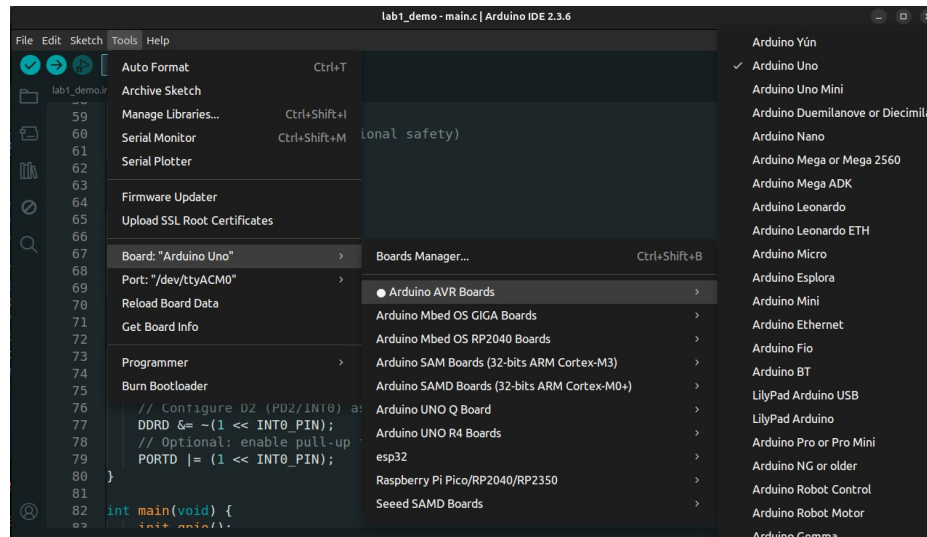 lab1_demo - main.c | Arduino IDE 2.3.6
File Edit Sketch Tools Help
lab1_demo.in
59
60
61
62
63
64
65
66
67
68
69
70
71
72
73
74
75
76
77
78
79
80
81
82
83
Auto Format Ctrl+T
Archive Sketch
Manage Libraries... Ctrl+Shift+I
Serial Monitor Ctrl+Shift+M
Serial Plotter
Firmware Updater
Upload SSL Root Certificates
Board: "Arduino Uno"
Port: "/dev/ttyACM0"
Reload Board Data
Get Board Info
Programmer
Burn Bootloader
ional safety)
// Configure D2 (PD2/INT0) as
DDRD &= ~(1 << INT0_PIN);
// Optional: enable pull-up
PORTD |= (1 << INT0_PIN);
}
int main(void) {
init_gpio();
Boards Manager... Ctrl+Shift+B
Arduino AVR Boards
Arduino Mbed OS GIGA Boards
Arduino Mbed OS RP2040 Boards
Arduino SAM Boards (32-bits ARM Cortex-M3)
Arduino SAMD Boards (32-bits ARM Cortex-M0+)
Arduino UNO Q Board
Arduino UNO R4 Boards
esp32
Raspberry Pi Pico/RP2040/RP2350
Seeed SAMD Boards
Arduino Yún
✓ Arduino Uno
Arduino Uno Mini
Arduino Duemilanove or Diecimila
Arduino Nano
Arduino Mega or Mega 2560
Arduino Mega ADK
Arduino Leonardo
Arduino Leonardo ETH
Arduino Micro
Arduino Esplora
Arduino Mini
Arduino Ethernet
Arduino Fio
Arduino BT
LilyPad Arduino USB
LilyPad Arduino
Arduino Pro or Pro Mini
Arduino NG or older
Arduino Robot Control
Arduino Robot Motor
Arduino Gemma